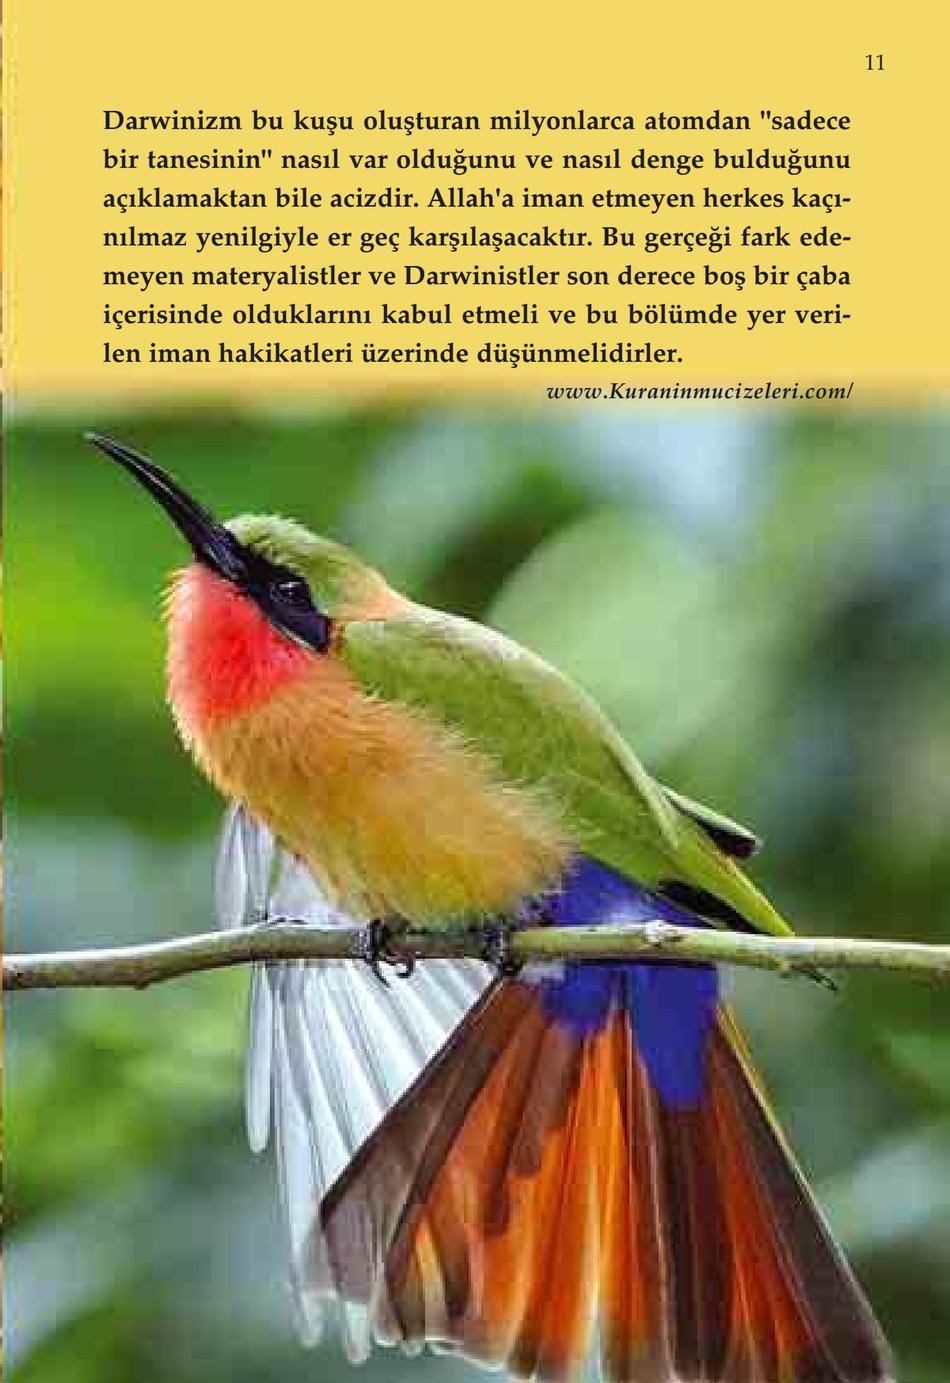 11
Darwinizm bu kuşu oluşturan milyonlarca atomdan "sadece
bir tanesinin" nasıl var olduğunu ve nasıl denge bulduğunu
açıklamaktan bile acizdir. Allah'a iman etmeyen herkes kaçı-
nılmaz yenilgiyle er geç karşılaşacaktır. Bu gerçeği fark ede-
meyen materyalistler ve Darwinistler son derece boş bir çaba
içerisinde olduklarını kabul etmeli ve bu bölümde yer veri-
len iman hakikatleri üzerinde düşünmelidirler.
www.Kuraninmucizeleri.com/